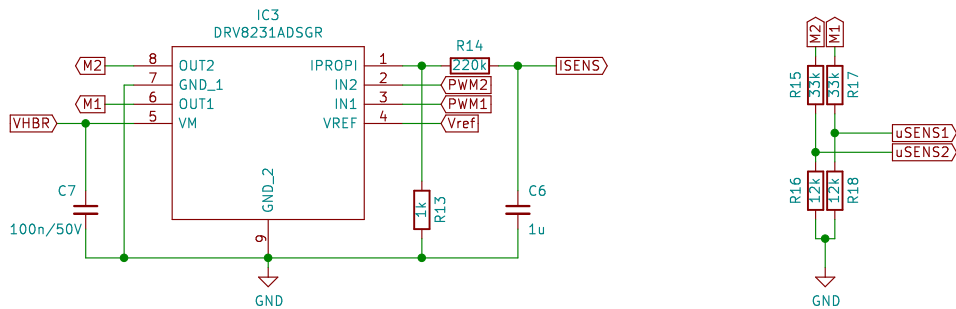 IC3
DRV8231ADSGR
M2
8
OUT2
7
GND_1
M1
6
OUT1
VHBR
5
VM
IPROPI
1
IN2
2
PWM2
IN1
3
PWM1
VREF
4
Vref
GND_2
9
R14
220k
ISENS
C7
100n/50V
1k
R13
C6
1u
GND
M2
M1
R15
33k
33k
R17
uSENS1
uSENS2
R16
12k
12k
R18
GND